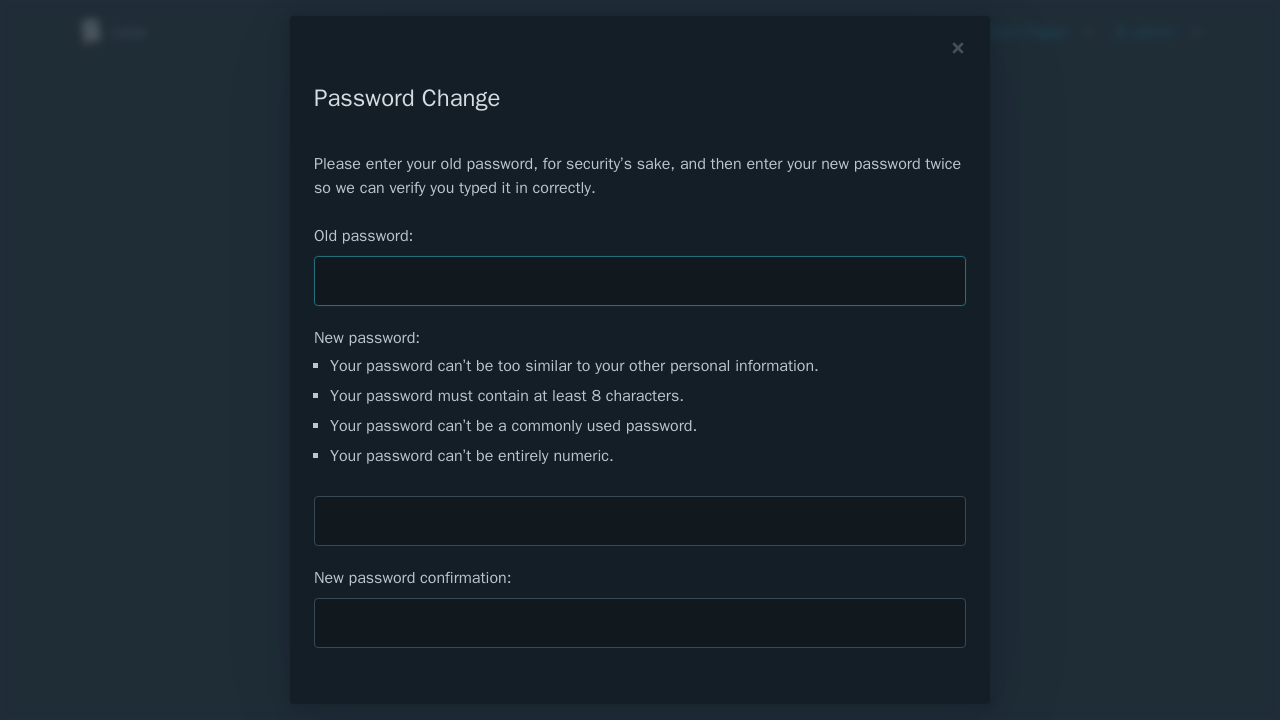 ×
Password Change
Please enter your old password, for security's sake, and then enter your new password twice
so we can verify you typed it in correctly.
Old password:
New password:
Your password can't be too similar to your other personal information.
Your password must contain at least 8 characters.
Your password can't be a commonly used password.
Your password can't be entirely numeric.
New password confirmation: